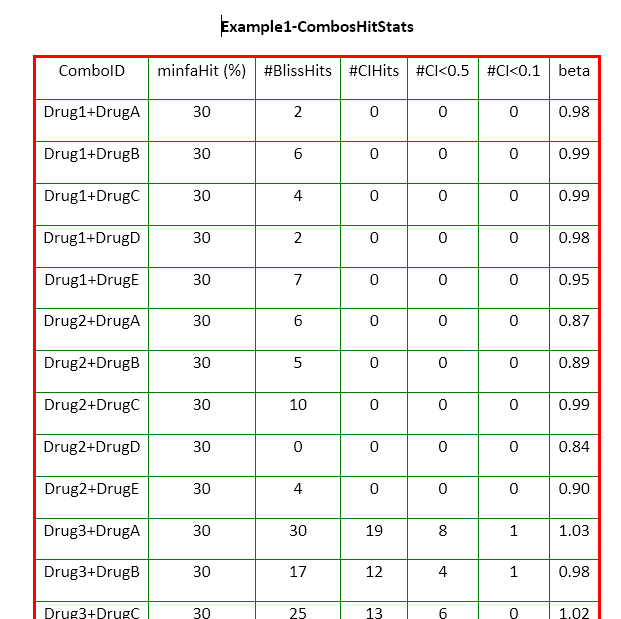 Example1-CombosHitStats
ComboID minfaHit (%) #BlissHits #CIHits #CI<0.5 #CI<0.1 beta
Drug1+DrugA 30 2 0 0 0 0.98
Drug1+DrugB 30 6 0 0 0 0.99
Drug1+DrugC 30 4 0 0 0 0.99
Drug1+DrugD 30 2 0 0 0 0.98
Drug1+DrugE 30 7 0 0 0 0.95
Drug2+DrugA 30 6 0 0 0 0.87
Drug2+DrugB 30 5 0 0 0 0.89
Drug2+DrugC 30 10 0 0 0 0.99
Drug2+DrugD 30 0 0 0 0 0.84
Drug2+DrugE 30 4 0 0 0 0.90
Drug3+DrugA 30 30 19 8 1 1.03
Drug3+DrugB 30 17 12 4 1 0.98
Drug3+DrugC 30 25 13 6 0 1.02